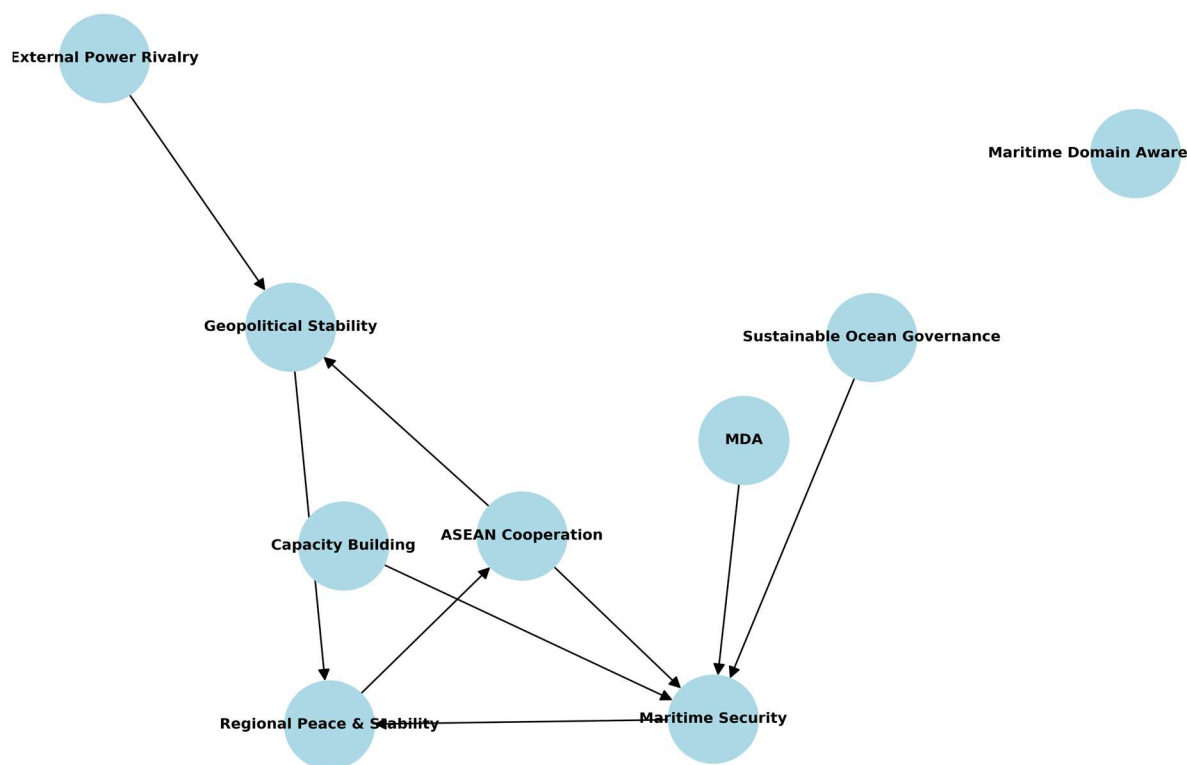 External Power Rivalry
Maritime Domain Aware
Geopolitical Stability
Sustainable Ocean Governance
MDA
ASEAN Cooperation
Capacity Building
Maritime Security
Regional Peace & Stability